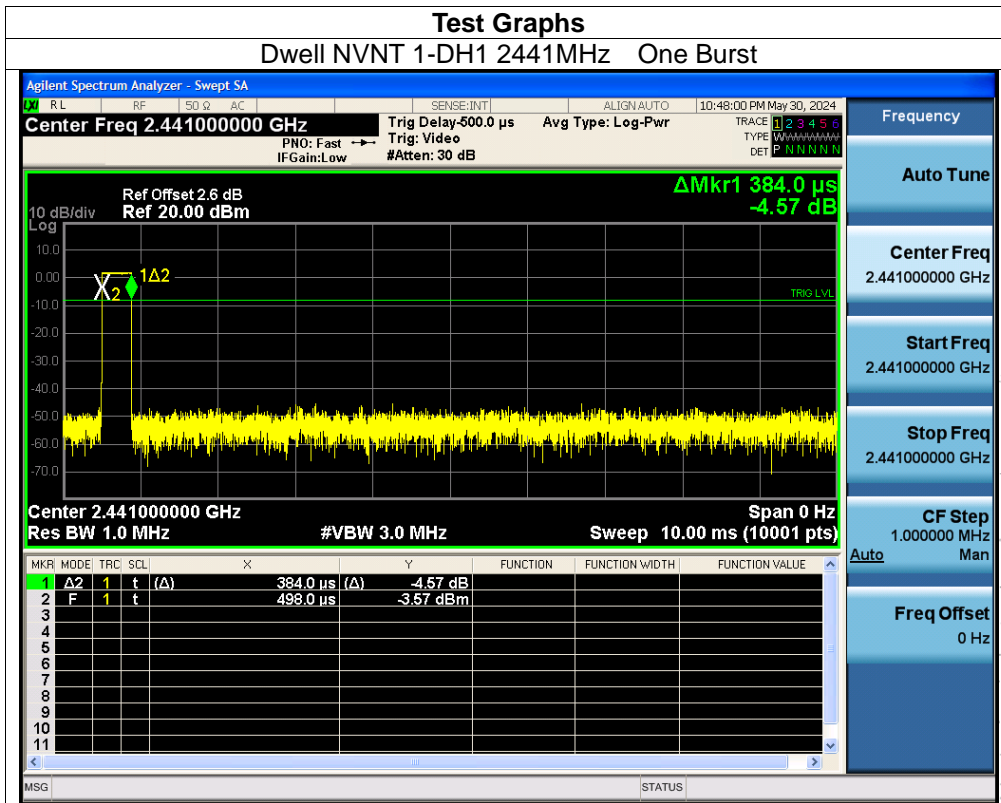 Test Graphs
Dwell NVNT 1-DH1 2441MHz One Burst
Agilent Spectrum Analyzer - Swept SA
LXI RL RF 50 Ω AC SENSE:INT ALIGN AUTO 10:48:00 PM May 30, 2024
Center Freq 2.441000000 GHz
PNO: Fast
IFGain:Low
Trig Delay-500.0 µs
Trig: Video
#Atten: 30 dB
Avg Type: Log-Pwr
TRACE 1 2 3 4 5 6
TYPE WWWWWWW
DET P N N N N N
Frequency
Auto Tune
Center Freq
2.441000000 GHz
Start Freq
2.441000000 GHz
Stop Freq
2.441000000 GHz
CF Step
1.000000 MHz
Auto Man
Freq Offset
0 Hz
ΔMkr1 384.0 µs
-4.57 dB
Ref Offset 2.6 dB
10 dB/div Ref 20.00 dBm
Log
10.0
0.00
-10.0
-20.0
-30.0
-40.0
-50.0
-60.0
-70.0
1Δ2
2
TRIG LVL
Center 2.441000000 GHz Span 0 Hz
Res BW 1.0 MHz #VBW 3.0 MHz Sweep 10.00 ms (10001 pts)
MKR MODE TRC SCL X Y FUNCTION FUNCTION WIDTH FUNCTION VALUE
1 Δ2 1 t (Δ) 384.0 µs (Δ) -4.57 dB
2 F 1 t 498.0 µs -3.57 dBm
3
4
5
6
7
8
9
10
11
MSG STATUS